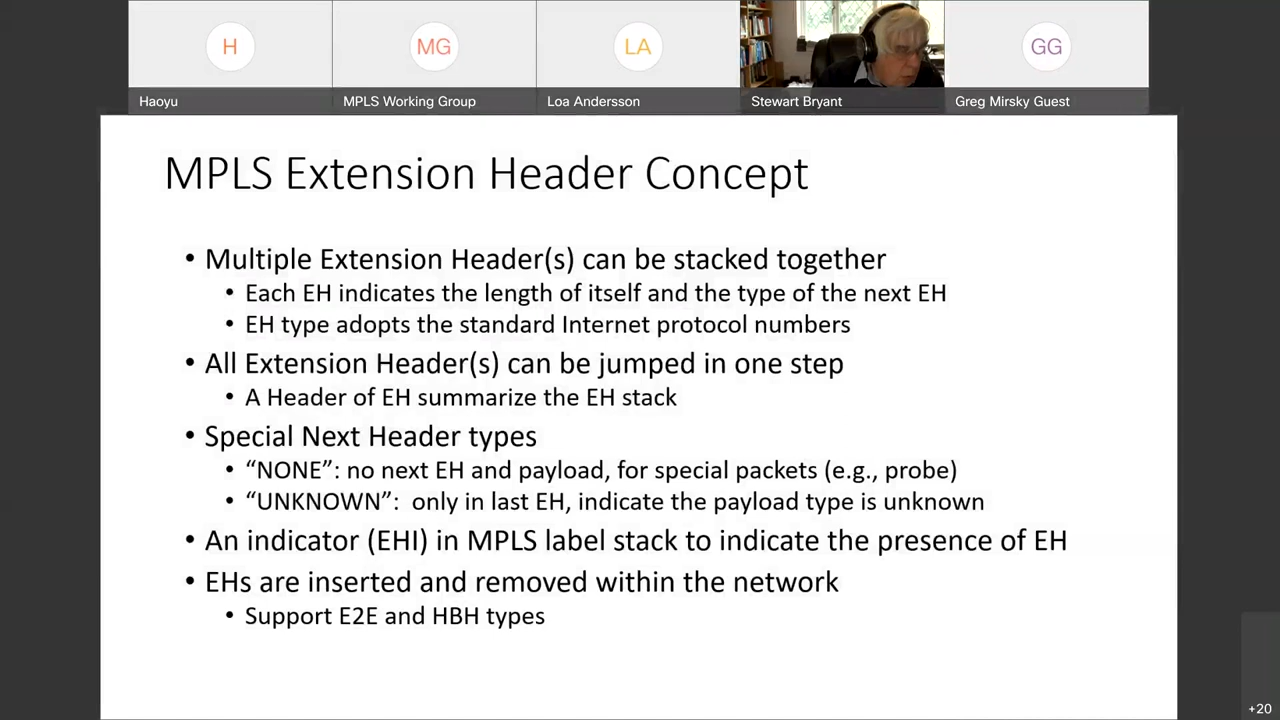 H
MG
LA
GG
Haoyu
MPLS Working Group
Loa Andersson
Stewart Bryant
Greg Mirsky Guest
MPLS Extension Header Concept
• Multiple Extension Header(s) can be stacked together
• Each EH indicates the length of itself and the type of the next EH
• EH type adopts the standard Internet protocol numbers
• All Extension Header(s) can be jumped in one step
• A Header of EH summarize the EH stack
• Special Next Header types
• “NONE”: no next EH and payload, for special packets (e.g., probe)
• “UNKNOWN”: only in last EH, indicate the payload type is unknown
• An indicator (EHI) in MPLS label stack to indicate the presence of EH
• EHs are inserted and removed within the network
• Support E2E and HBH types
+20